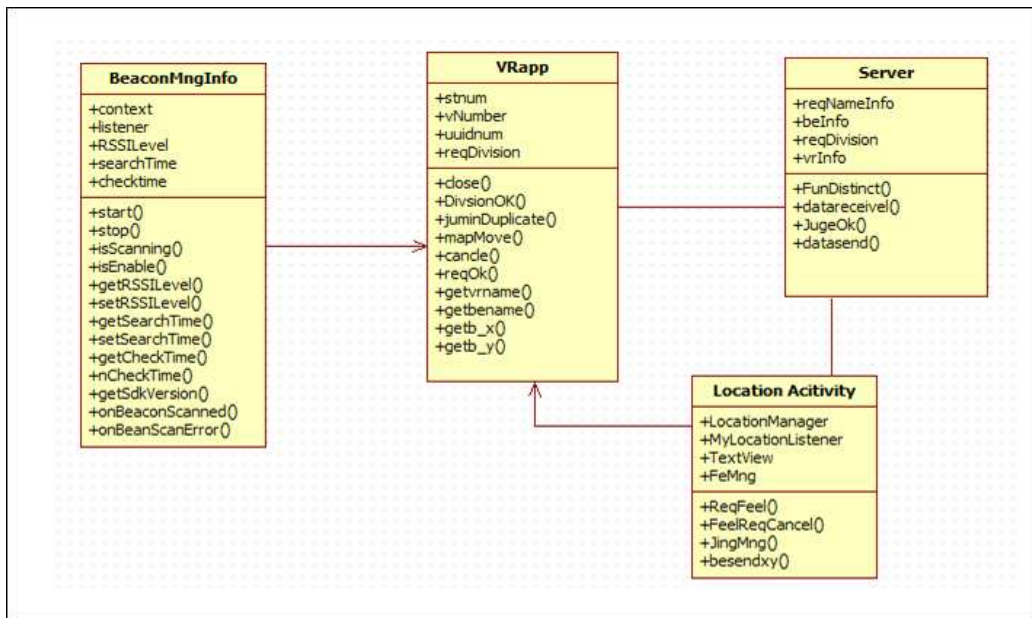 BeaconMngInfo
+context
+listener
+RSSILevel
+searchTime
+checktime
+start()
+stop()
+isScanning()
+isEnable()
+getRSSILevel()
+setRSSILevel()
+getSearchTime()
+setSearchTime()
+getCheckTime()
+nCheckTime()
+getSdkVersion()
+onBeaconScanned()
+onBeanScanError()
VRapp
+stnum
+vNumber
+uuidnum
+reqDivision
+close()
+DivsionOK()
+juminDuplicate()
+mapMove()
+cancle()
+reqOk()
+getvrname()
+getbename()
+getb_x()
+getb_y()
Server
+reqNameInfo
+beInfo
+reqDivision
+vrInfo
+FunDistinct()
+datareceivel()
+JugeOk()
+datasend()
Location Acitivity
+LocationManager
+MyLocationListener
+TextView
+FeMng
+ReqFeel()
+FeelReqCancel()
+JingMng()
+besendxy()